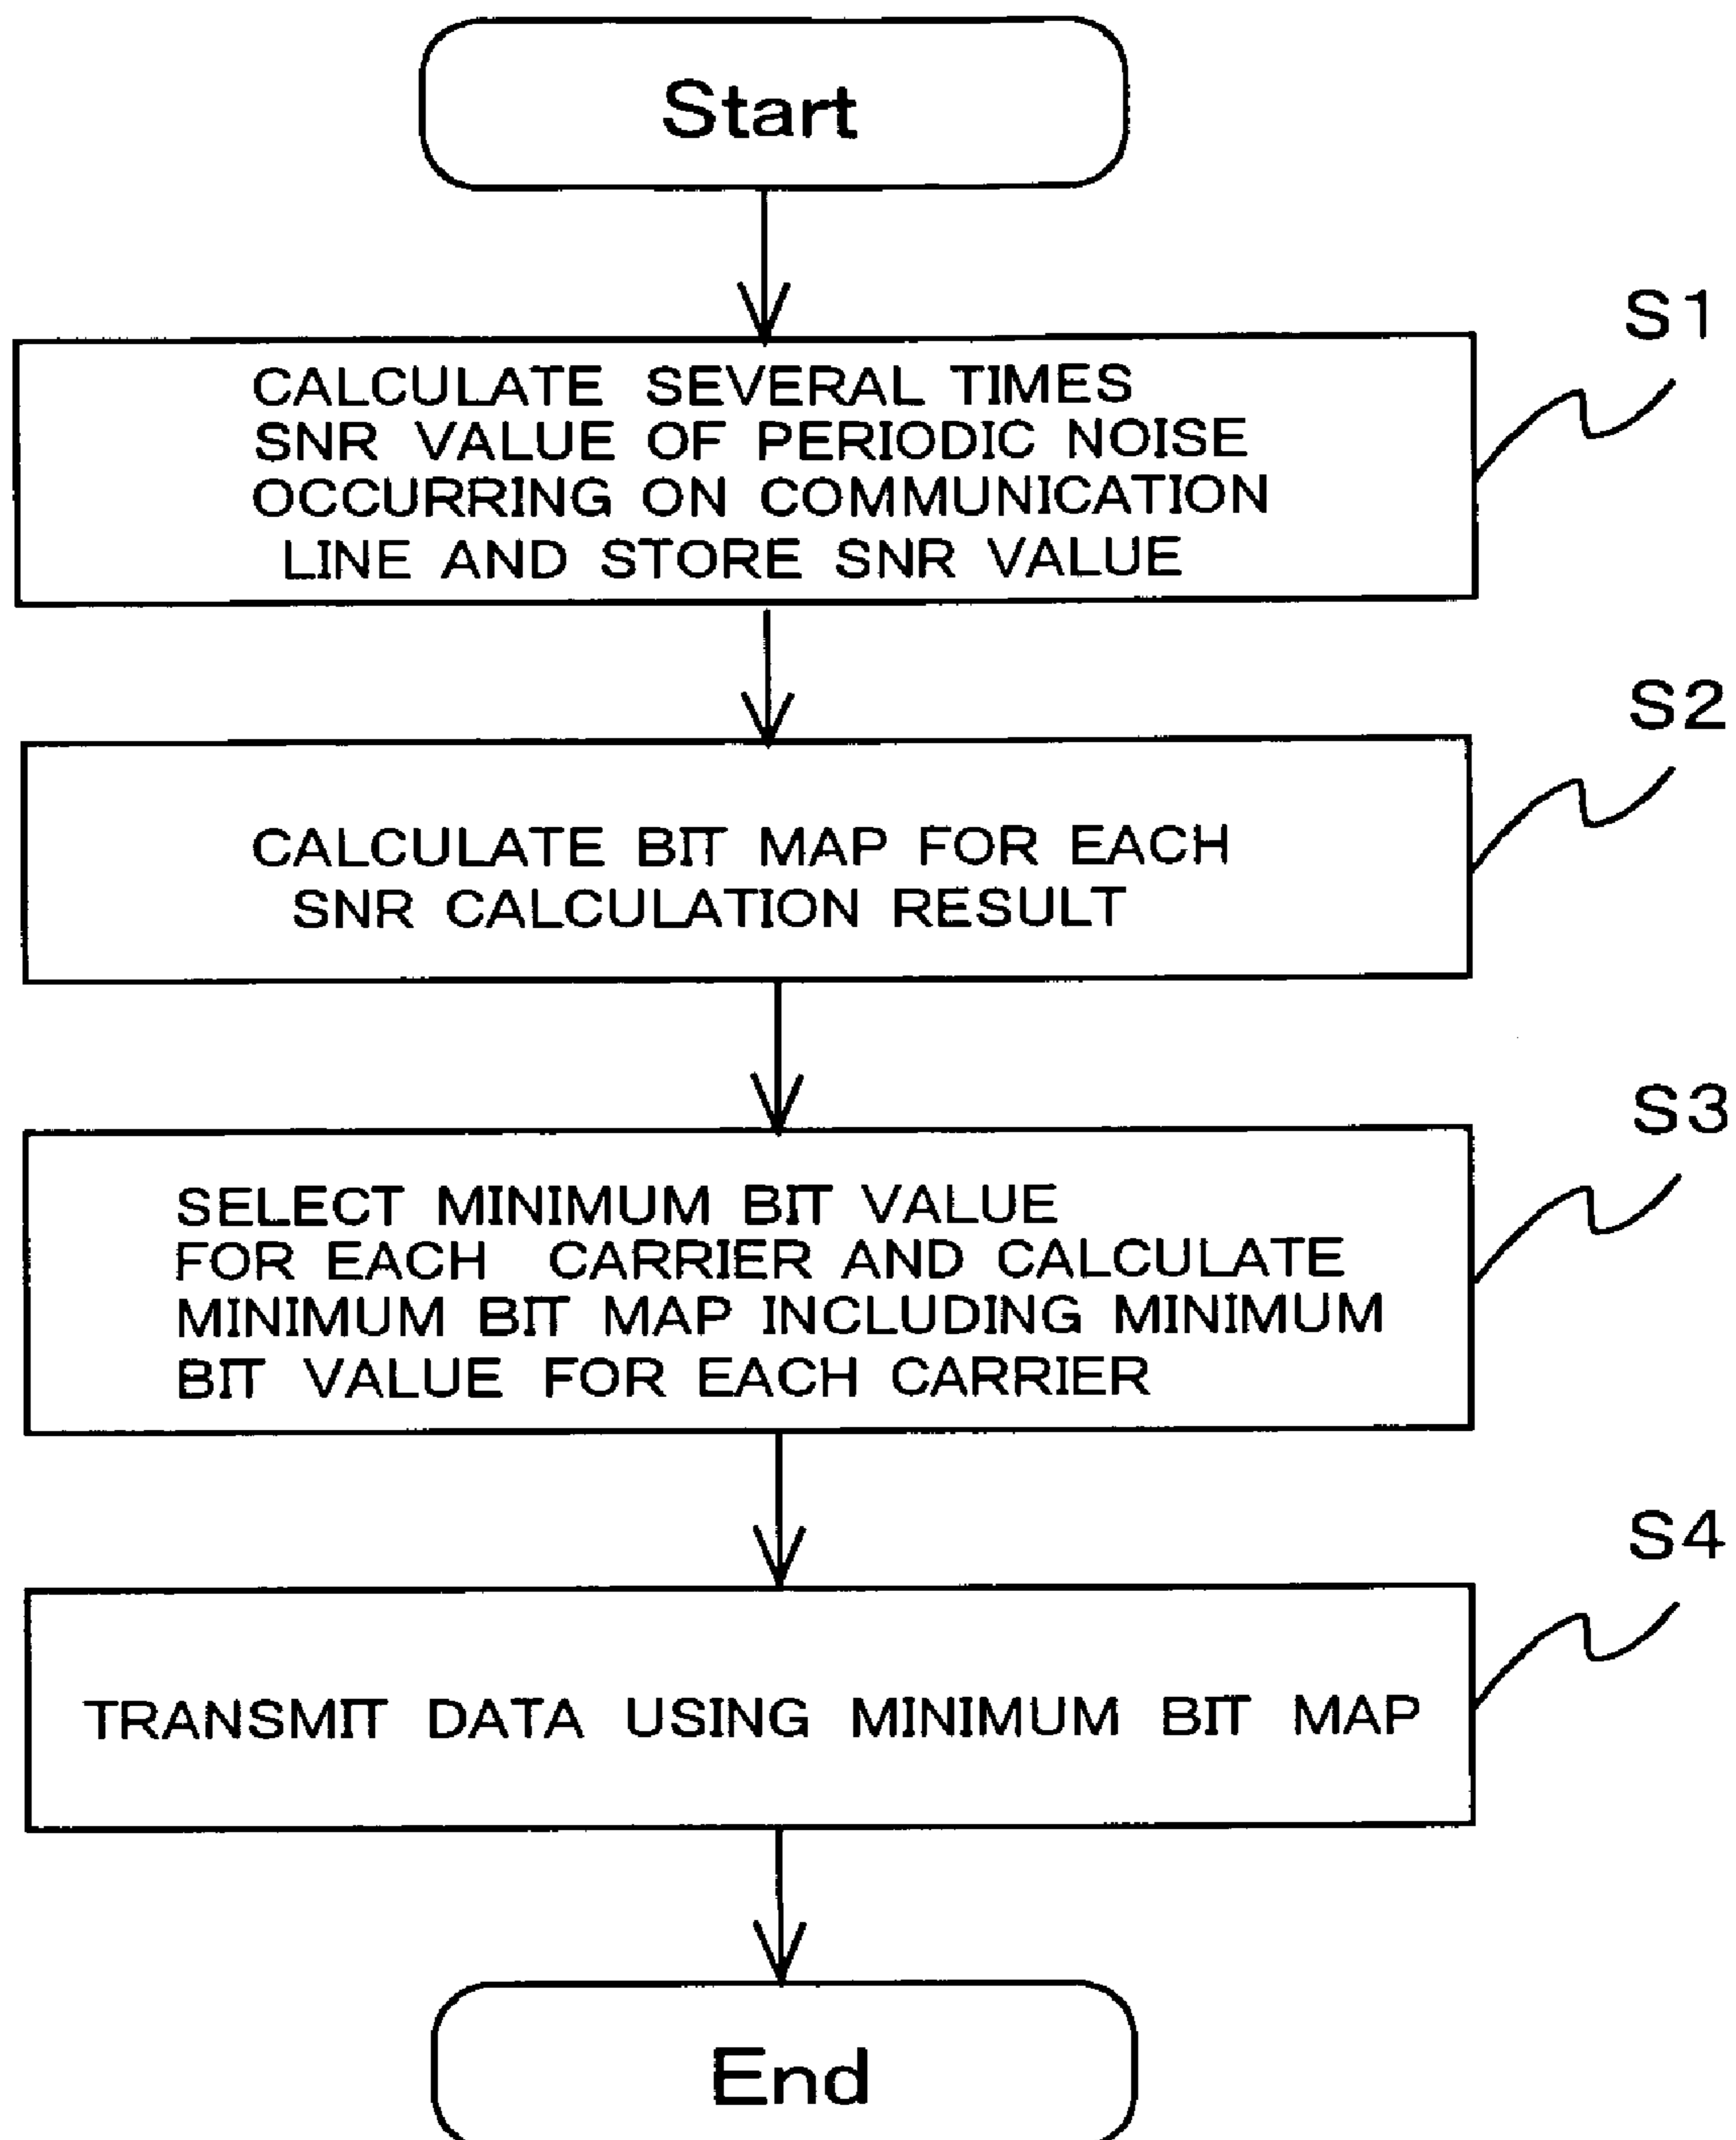 Start
S1
CALCULATE SEVERAL TIMES
SNR VALUE OF PERIODIC NOISE
OCCURRING ON COMMUNICATION
LINE AND STORE SNR VALUE
S2
CALCULATE BIT MAP FOR EACH
SNR CALCULATION RESULT
S3
SELECT MINIMUM BIT VALUE
FOR EACH CARRIER AND CALCULATE
MINIMUM BIT MAP INCLUDING MINIMUM
BIT VALUE FOR EACH CARRIER
S4
TRANSMIT DATA USING MINIMUM BIT MAP
End